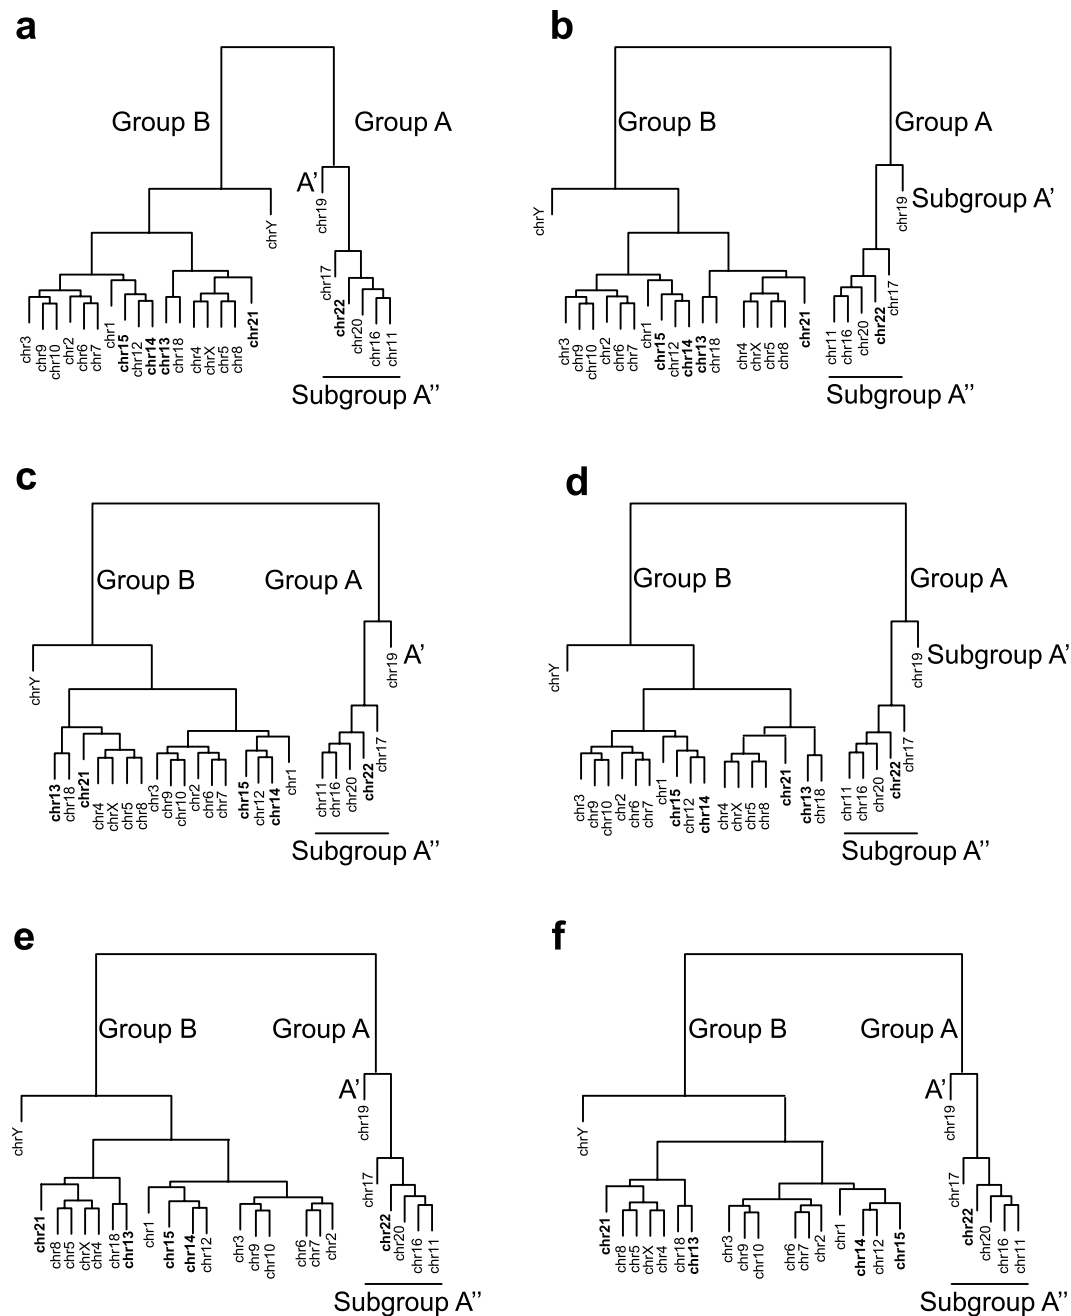 a
Group B
Group A
A’
chr19
chrY
chr17
chr22
chr20
chr16
chr11
chr3
chr9
chr10
chr2
chr6
chr7
chr1
chr15
chr12
chr14
chr13
chr18
chr4
chrX
chr5
chr8
chr21
Subgroup A’’
b
Group B
Group A
Subgroup A’
chrY
chr19
chr3
chr9
chr10
chr2
chr6
chr7
chr1
chr15
chr12
chr14
chr13
chr18
chr4
chrX
chr5
chr8
chr21
chr11
chr16
chr20
chr22
chr17
Subgroup A’’
c
Group B
Group A
A’
chrY
chr19
chr13
chr18
chr21
chr4
chrX
chr5
chr8
chr3
chr9
chr10
chr2
chr6
chr7
chr15
chr12
chr14
chr1
chr11
chr16
chr20
chr22
chr17
Subgroup A’’
d
Group B
Group A
Subgroup A’
chrY
chr19
chr3
chr9
chr10
chr2
chr6
chr7
chr1
chr15
chr12
chr14
chr4
chrX
chr5
chr8
chr21
chr13
chr18
chr11
chr16
chr20
chr22
chr17
Subgroup A’’
e
Group B
Group A
A’
chrY
chr19
chr21
chr8
chr5
chrX
chr4
chr18
chr13
chr1
chr15
chr14
chr12
chr3
chr9
chr10
chr6
chr7
chr2
chr17
chr22
chr20
chr16
chr11
Subgroup A’’
f
Group B
Group A
A’
chrY
chr19
chr21
chr8
chr5
chrX
chr4
chr18
chr13
chr3
chr9
chr10
chr6
chr7
chr2
chr1
chr14
chr12
chr15
chr17
chr22
chr20
chr16
chr11
Subgroup A’’